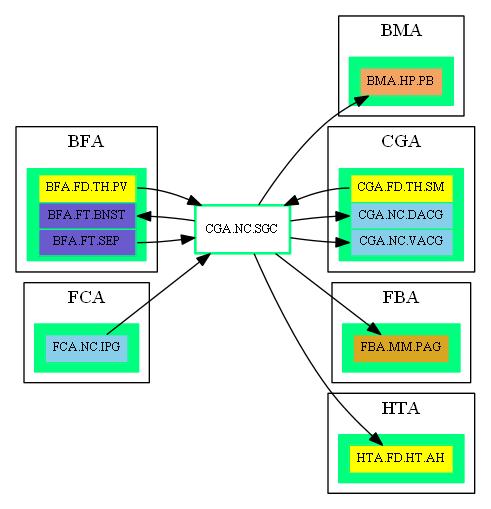 BMA
BMA.HP.PB
BFA
BFA.FD.TH.PV
BFA.FT.BNST
BFA.FT.SEP
CGA
CGA.FD.TH.SM
CGA.NC.DACG
CGA.NC.VACG
CGA.NC.SGC
FCA
FCA.NC.IPG
FBA
FBA.MM.PAG
HTA
HTA.FD.HT.AH